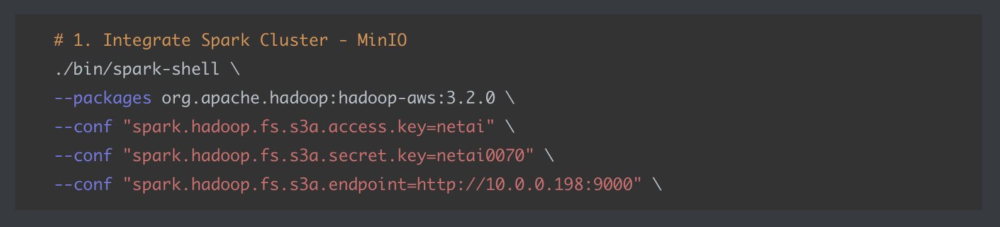 # 1. Integrate Spark Cluster - MinIO
./bin/spark-shell \
--packages org.apache.hadoop:hadoop-aws:3.2.0 \
--conf "spark.hadoop.fs.s3a.access.key=netai" \
--conf "spark.hadoop.fs.s3a.secret.key=netai0070" \
--conf "spark.hadoop.fs.s3a.endpoint=http://10.0.0.198:9000" \